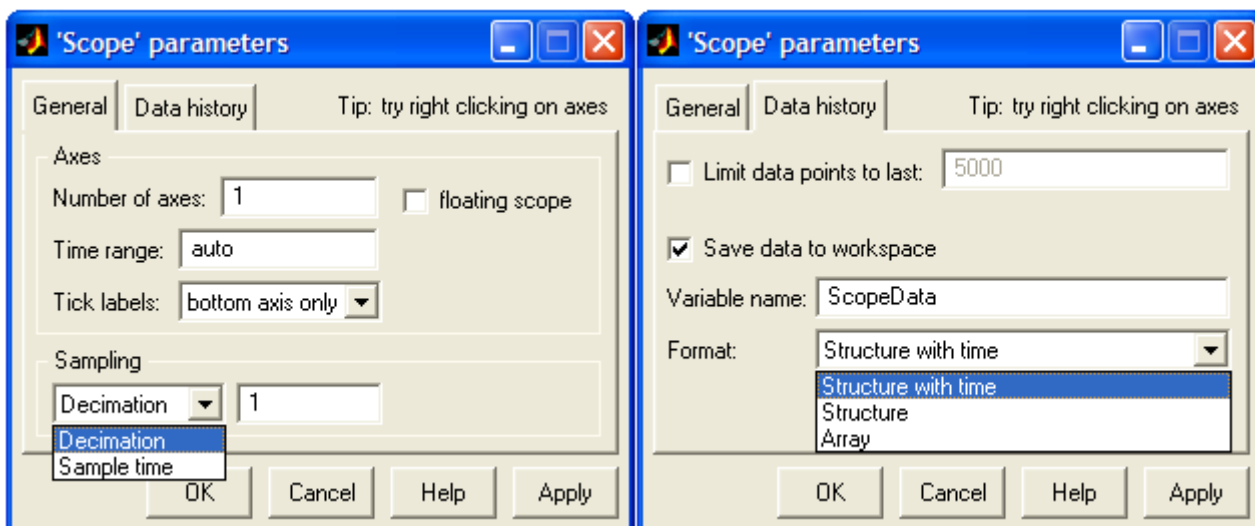 'Scope' parameters
General
Data history
Tip: try right clicking on axes
Axes
Number of axes: 1
floating scope
Time range: auto
Tick labels: bottom axis only
Sampling
Decimation 1
Decimation
Sample time
OK Cancel Help Apply
'Scope' parameters
General
Data history
Tip: try right clicking on axes
Limit data points to last: 5000
Save data to workspace
Variable name: ScopeData
Format: Structure with time
Structure with time
Structure
Array
OK Cancel Help Apply